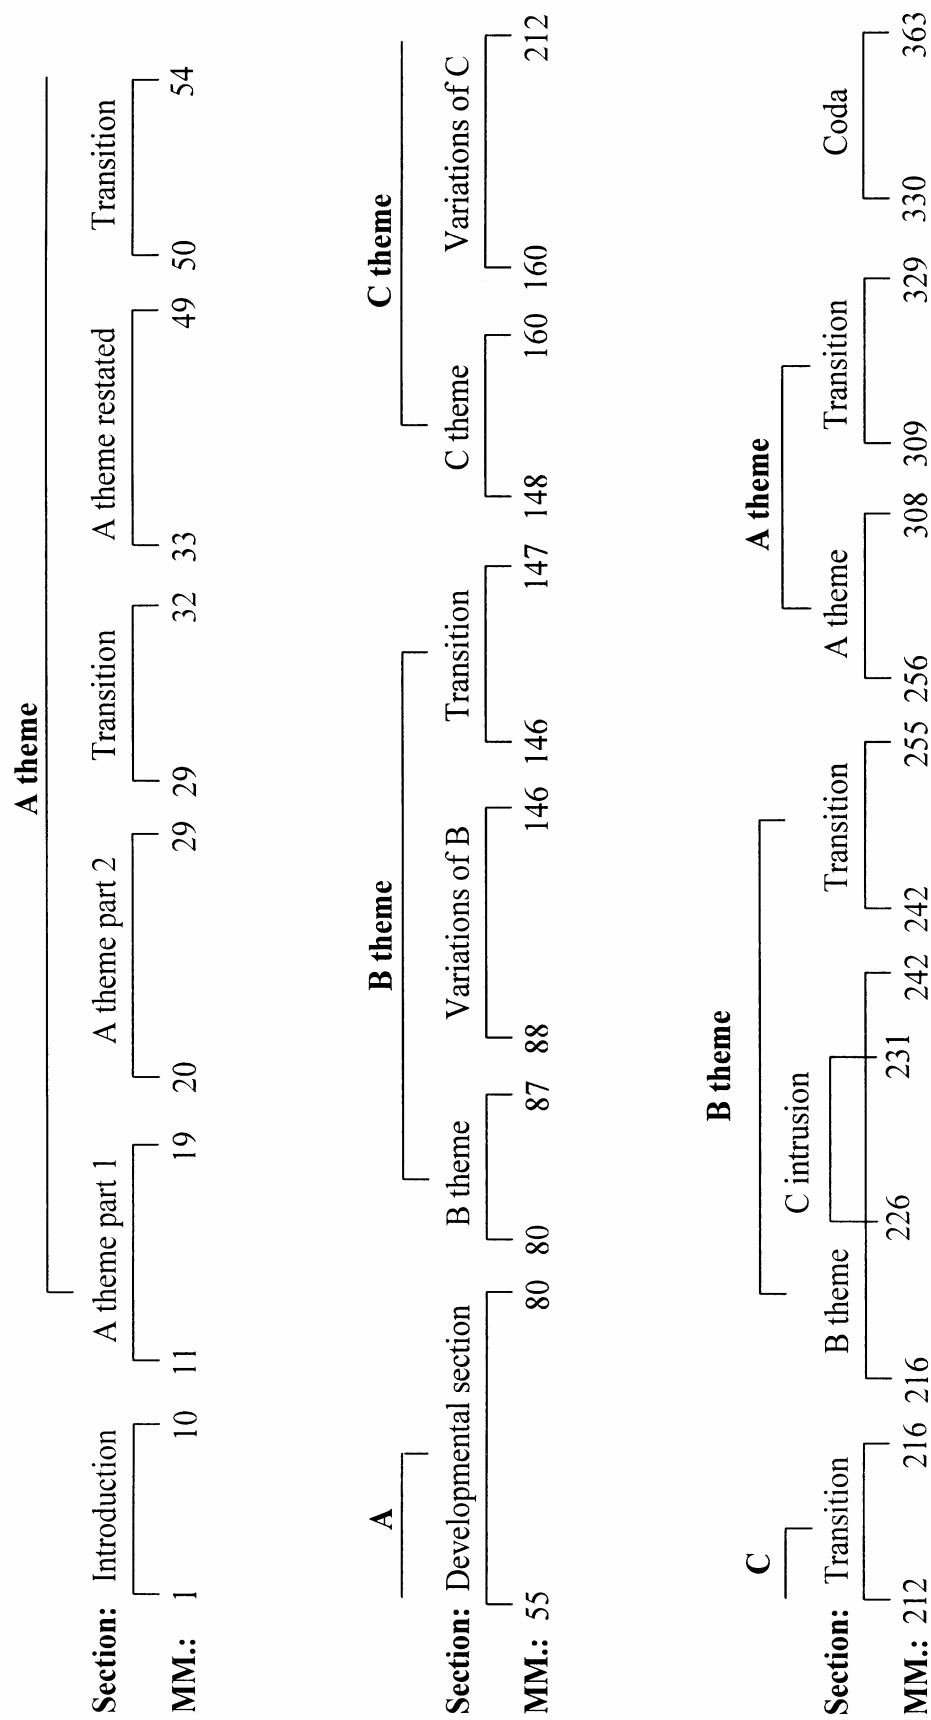 A theme
Section: Introduction A theme part 1 A theme part 2 Transition A theme restated Transition
MM.: 1 10 11 19 20 29 29 32 33 49 50 54
A B theme C theme
Section: Developmental section B theme Variations of B Transition C theme Variations of C
MM.: 55 80 80 87 88 146 146 147 148 160 160 212
B theme
C A theme
C intrusion
Section: Transition B theme Transition A theme Transition Coda
226 231
MM.: 212 216 216 242 242 255 256 308 309 329 330 363